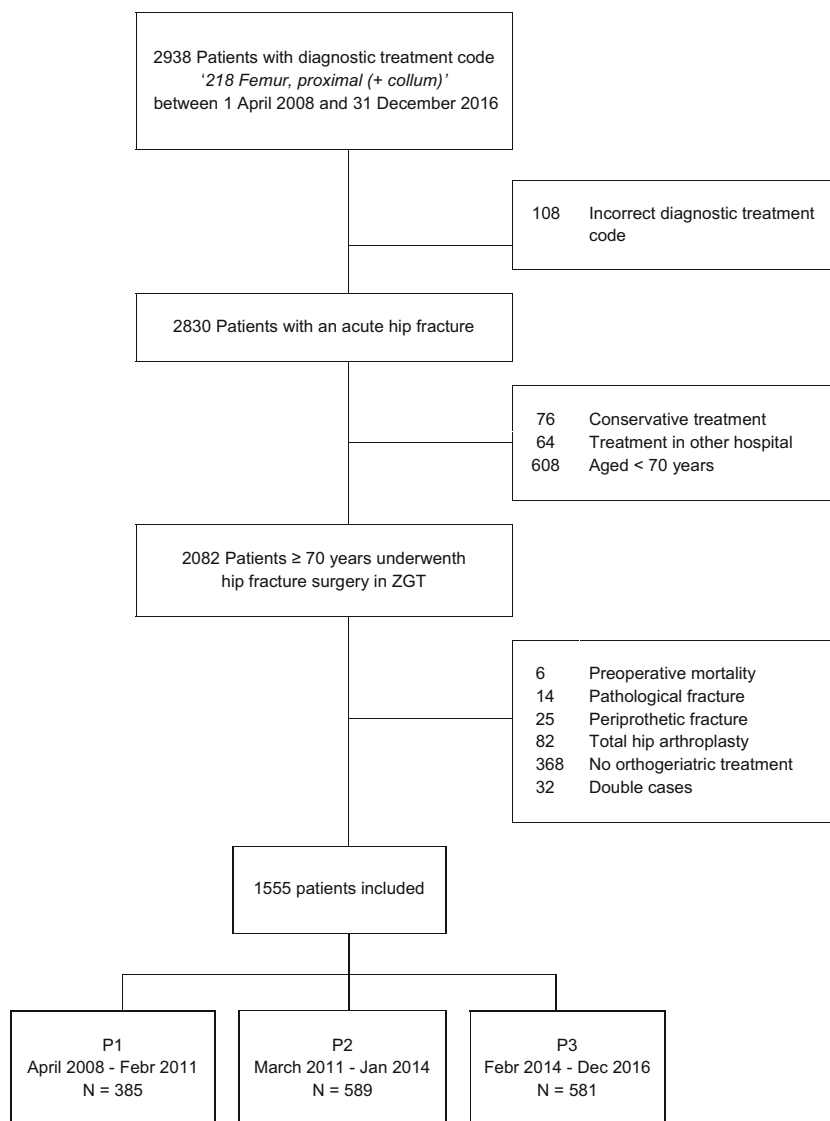 2938 Patients with diagnostic treatment code
‘218 Femur, proximal (+ collum)’
between 1 April 2008 and 31 December 2016
108 Incorrect diagnostic treatment
code
2830 Patients with an acute hip fracture
76 Conservative treatment
64 Treatment in other hospital
608 Aged < 70 years
2082 Patients ≥ 70 years underwenth
hip fracture surgery in ZGT
6 Preoperative mortality
14 Pathological fracture
25 Periprothetic fracture
82 Total hip arthroplasty
368 No orthogeriatric treatment
32 Double cases
1555 patients included
P1
April 2008 - Febr 2011
N = 385
P2
March 2011 - Jan 2014
N = 589
P3
Febr 2014 - Dec 2016
N = 581